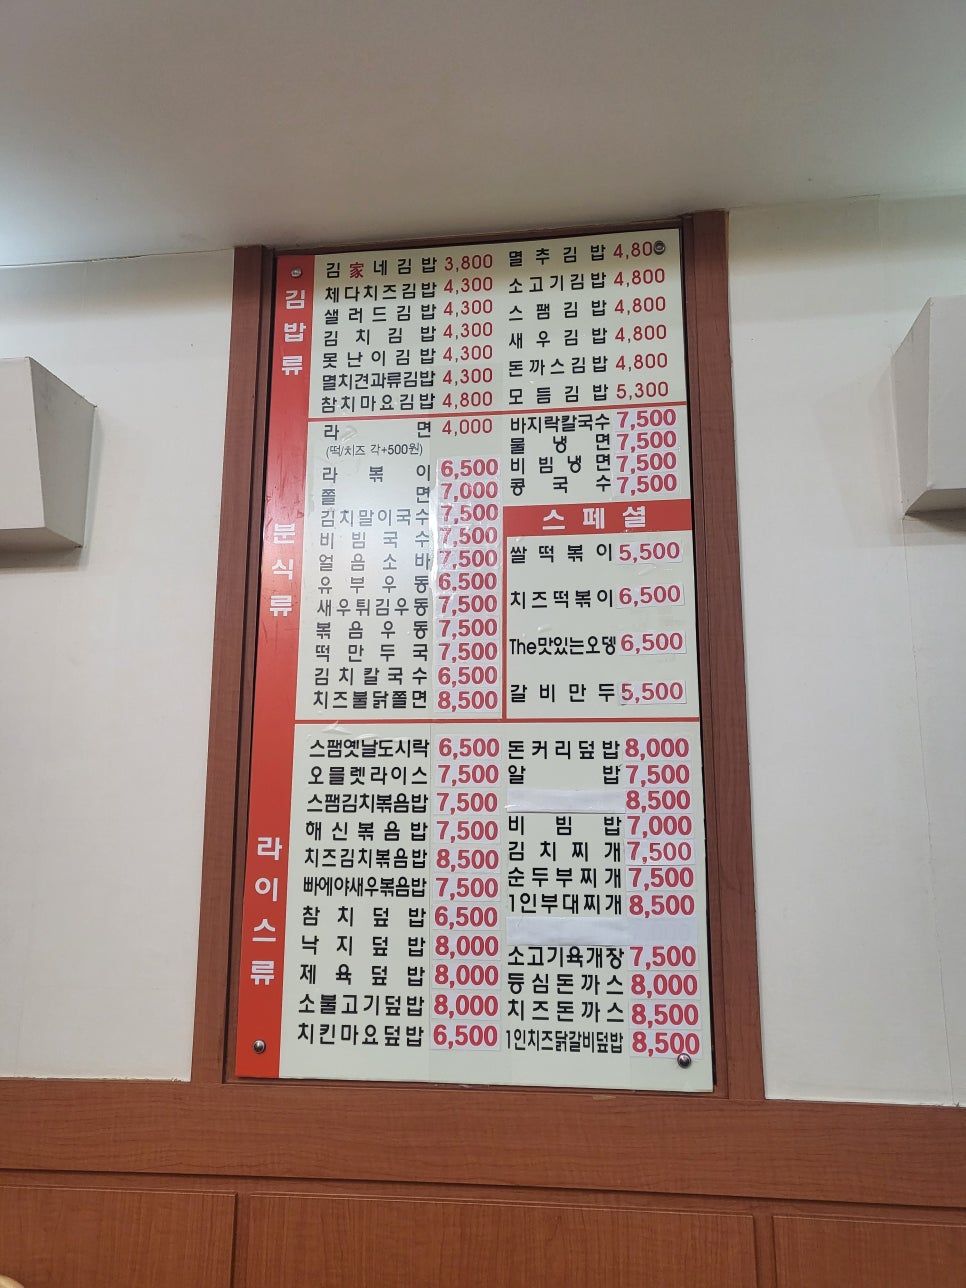 김밥류
김家네김밥 3,800
체다치즈김밥 4,300
샐러드김밥 4,300
김치김밥 4,300
못난이김밥 4,300
멸치견과류김밥 4,300
참치마요김밥 4,800
멸추김밥 4,800
소고기김밥 4,800
스팸김밥 4,800
새우김밥 4,800
돈까스김밥 4,800
모듬김밥 5,300
분식류
라면 4,000
(떡/치즈 각+500원)
라볶이 6,500
쫄면 7,000
김치말이국수 7,500
비빔국수 7,500
얼음소바 7,500
유부우동 6,500
새우튀김우동 7,500
볶음우동 7,500
떡만두국 7,500
김치칼국수 6,500
치즈불닭쫄면 8,500
바지락칼국수 7,500
물냉면 7,500
비빔냉면 7,500
콩국수 7,500
스페셜
쌀떡볶이 5,500
치즈떡볶이 6,500
The맛있는오뎅 6,500
갈비만두 5,500
라이스류
스팸옛날도시락 6,500
오믈렛라이스 7,500
스팸김치볶음밥 7,500
해신볶음밥 7,500
치즈김치볶음밥 8,500
빠에야새우볶음밥 7,500
참치덮밥 6,500
낙지덮밥 8,000
제육덮밥 8,000
소불고기덮밥 8,000
치킨마요덮밥 6,500
돈커리덮밥 8,000
알밥 7,500
8,500
비빔밥 7,000
김치찌개 7,500
순두부찌개 7,500
1인부대찌개 8,500
소고기육개장 7,500
등심돈까스 8,000
치즈돈까스 8,500
1인치즈닭갈비덮밥 8,500